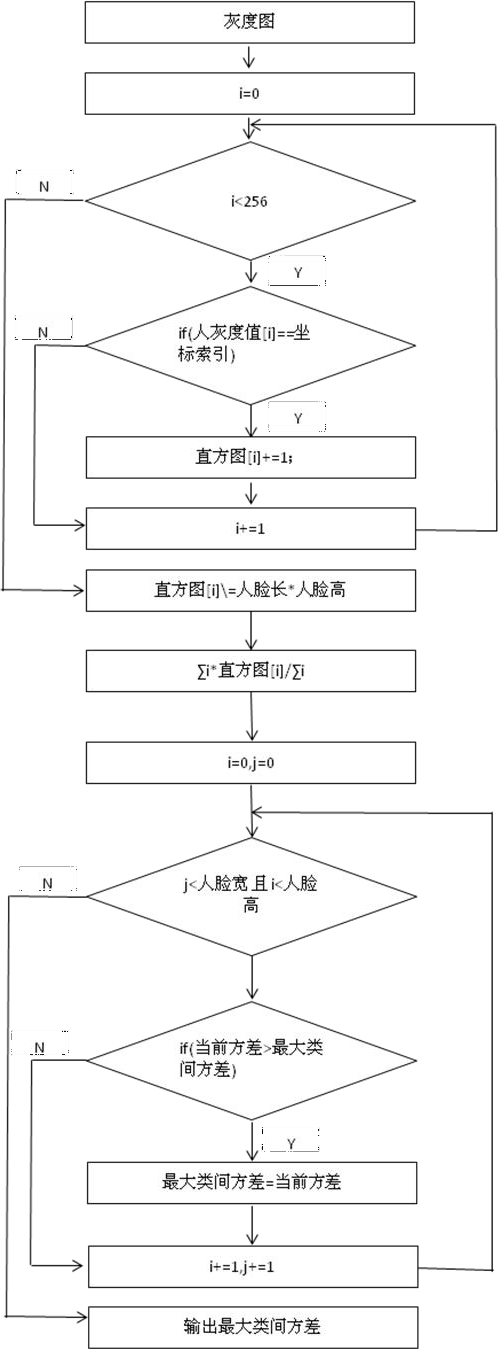 灰度图
i=0
i<256
N
Y
if(人灰度值[i]==坐
标索引)
N
Y
直方图[i]+=1;
i+=1
直方图[i]\=人脸长*人脸高
∑i*直方图[i]/∑i
i=0,j=0
j<人脸宽 且i<人脸
高
N
if(当前方差>最大类
间方差)
N
Y
最大类间方差=当前方差
i+=1,j+=1
输出最大类间方差